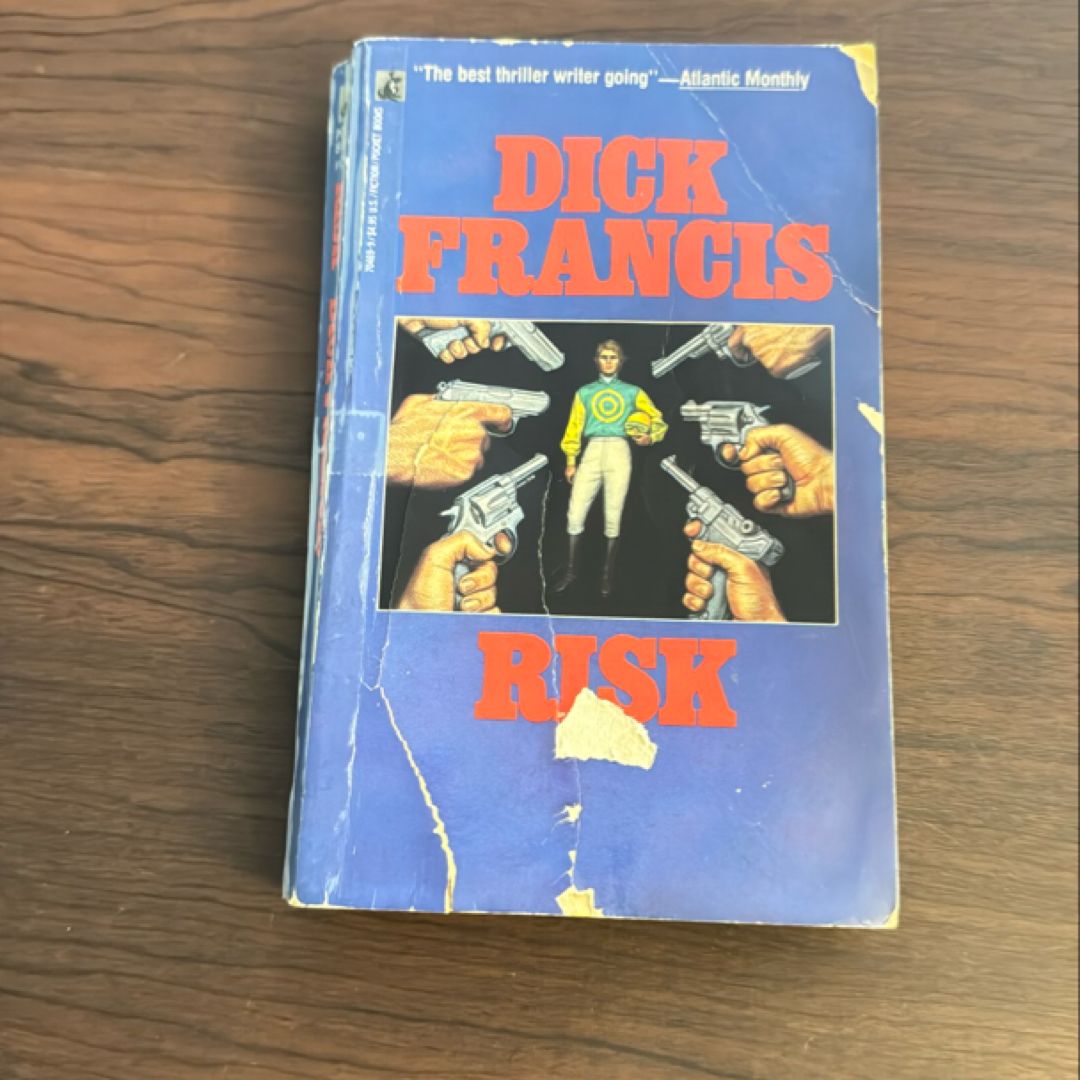 "The best thriller writer going"—Atlantic Monthly
DICK
FRANCIS
RISK